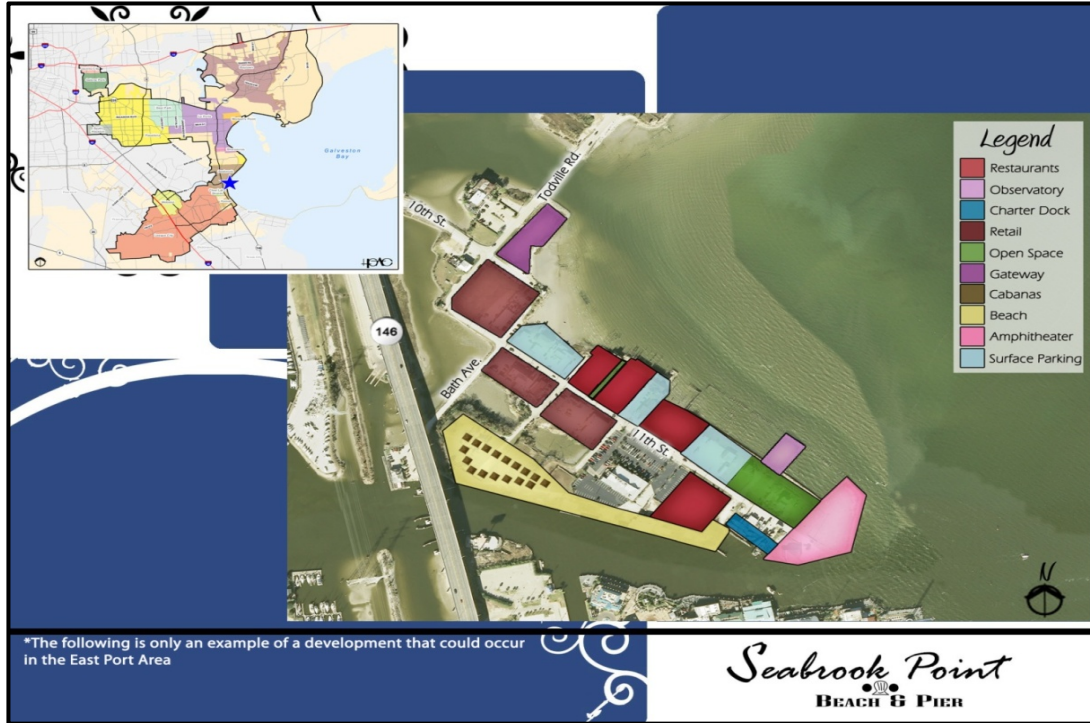 Galveston
Bay
Legend
Restaurants
Observatory
Charter Dock
Retail
Open Space
Gateway
Cabanas
Beach
Amphitheater
Surface Parking
Todville Rd.
10th St.
146
Bath Ave.
11th St.
N
*The following is only an example of a development that could occur
in the East Port Area
Seabrook Point
BEACH & PIER